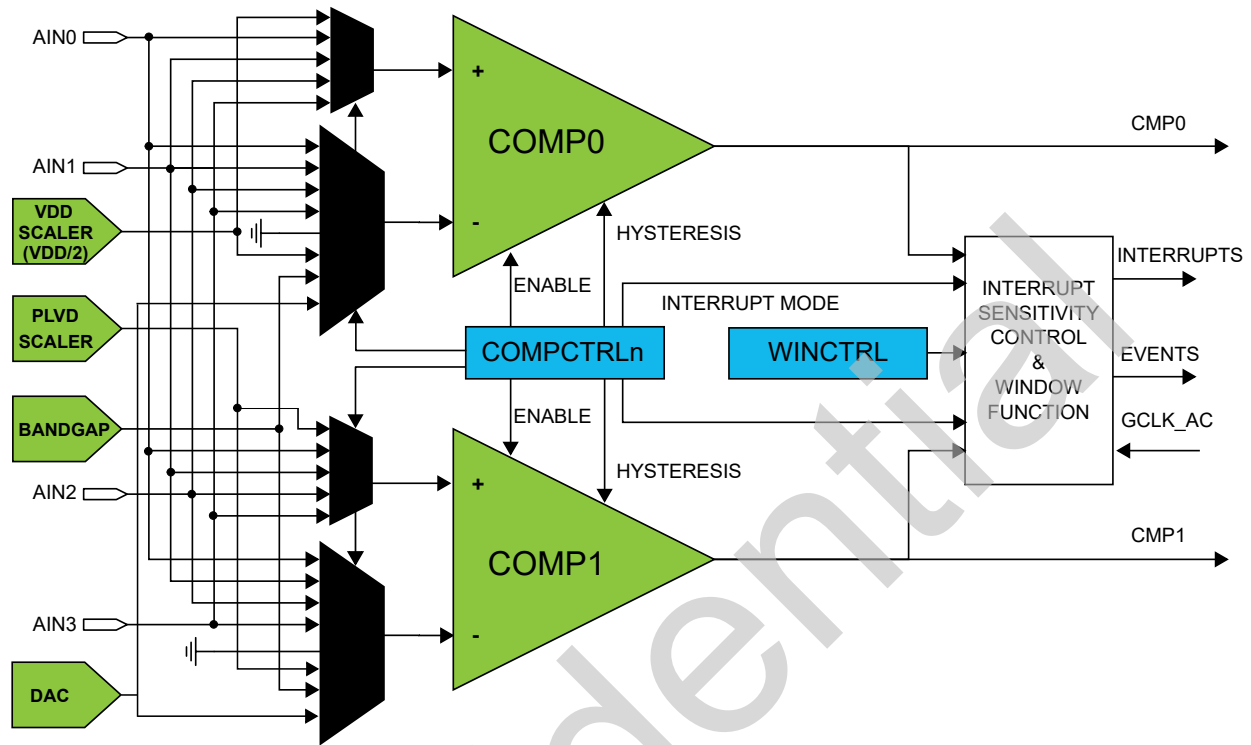 AIN0
+
COMP0
CMP0
AIN1
VDD
SCALER
(VDD/2)
-
HYSTERESIS
ENABLE
INTERRUPTS
PLVD
SCALER
INTERRUPT MODE
INTERRUPT
SENSITIVITY
CONTROL
&
WINDOW
FUNCTION
COMPCTRLn
WINCTRL
EVENTS
ENABLE
GCLK_AC
BANDGAP
HYSTERESIS
AIN2
+
COMP1
CMP1
AIN3
-
DAC
dential